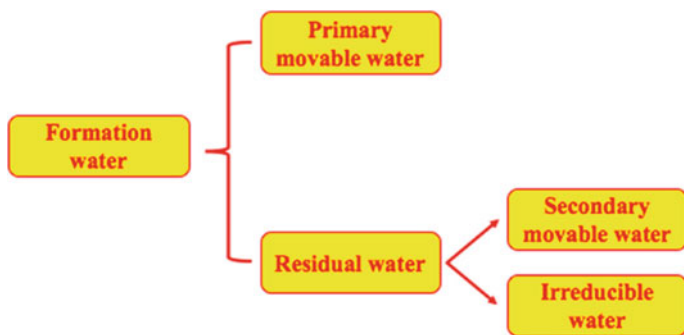 Primary
movable water
Formation
water
Residual water
Secondary
movable water
Irreducible
water